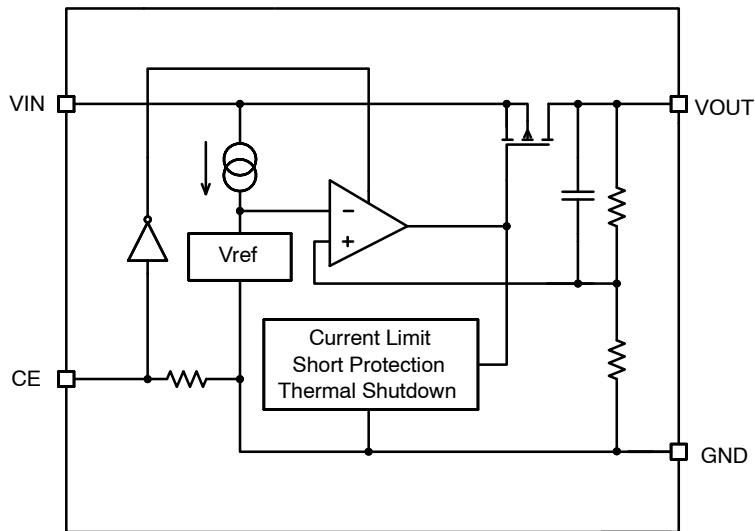 VIN
VOUT
−
+
Vref
Current Limit
Short Protection
Thermal Shutdown
CE
GND